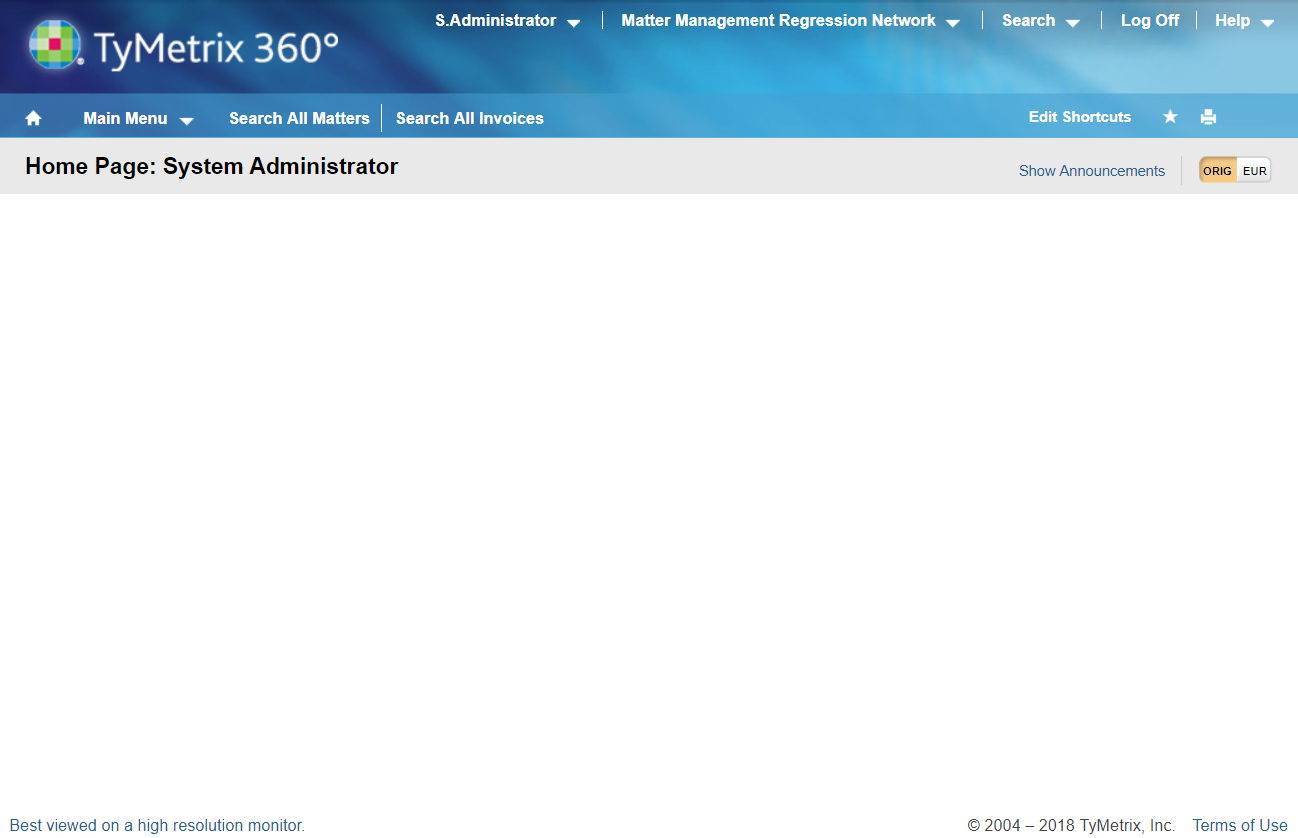 TyMetrix 360°
S.Administrator
Matter Management Regression Network
Search
Log Off
Help
Main Menu
Search All Matters
Search All Invoices
Edit Shortcuts
Home Page: System Administrator
Show Announcements
ORIG
EUR
Best viewed on a high resolution monitor.
© 2004 – 2018 TyMetrix, Inc.
Terms of Use